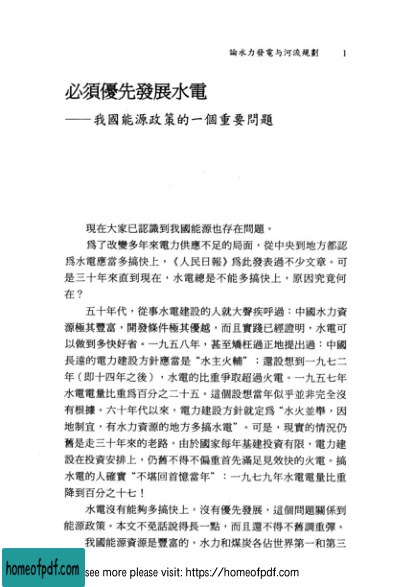 論水力發電与河流規劃 1
必須優先發展水電
——我國能源政策的一個重要問題
現在大家已認識到我國能源也存在問題。
爲了改變多年來電力供應不足的局面，從中央到地方都認
爲水電應當多搞快上，《人民日報》爲此發表過不少文章。可
是三十年來直到現在，水電總是不能多搞快上，原因究竟何
在？
五十年代，從事水電建設的人就大聲疾呼過：中國水力資
源極其豐富，開發條件極其優越，而且實踐已經證明，水電可
以做到多快好省。一九五八年，甚至矯枉過正地提出過：中國
長遠的電力建設方針應當是“水主火輔”；還設想到一九七二
年（即十四年之後），水電的比重爭取超過火電。一九五七年
水電電量比重爲百分之二十五。這個設想當年似乎並非完全沒
有根據。六十年代以來，電力建設方針就定爲“水火並舉，因
地制宜，有水力資源的地方多搞水電”。可是，現實的情況仍
舊是走三十年來的老路，由於國家每年基建投資有限，電力建
設在投資安排上，仍舊不得不偏重首先滿足見效快的火電。搞
水電的人確實“不堪回首憶當年”：一九七九年水電電量比重
降到百分之十七！
水電沒有能夠多搞快上，沒有優先發展，這個問題關係到
能源政策。本文不免話說得長一點，而且還不得不舊調重彈。
我國能源資源是豐富的，水力和煤炭各佔世界第一和第三
homeofpdf.com
see more please visit: https://homeofpdf.com